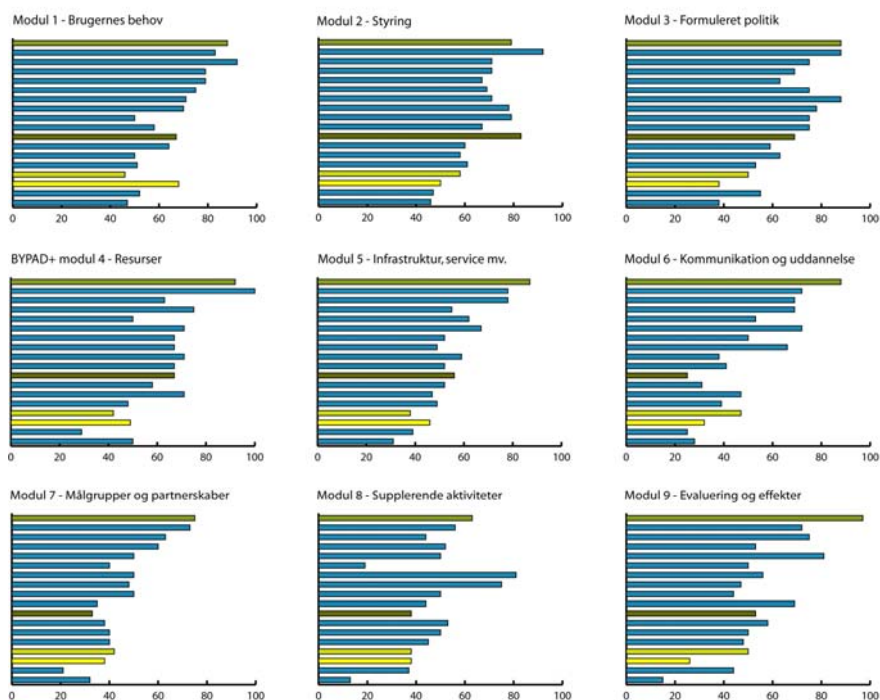 Modul 1 - Brugernes behov
Modul 2 - Styring
Modul 3 - Formuleret politik
0 20 40 60 80 100
0 20 40 60 80 100
0 20 40 60 80 100
BYPAD+ modul 4 - Resurser
Modul 5 - Infrastruktur, service mv.
Modul 6 - Kommunikation og uddannelse
0 20 40 60 80 100
0 20 40 60 80 100
0 20 40 60 80 100
Modul 7 - Målgrupper og partnerskaber
Modul 8 - Supplerende aktiviteter
Modul 9 - Evaluering og effekter
0 20 40 60 80 100
0 20 40 60 80 100
0 20 40 60 80 100